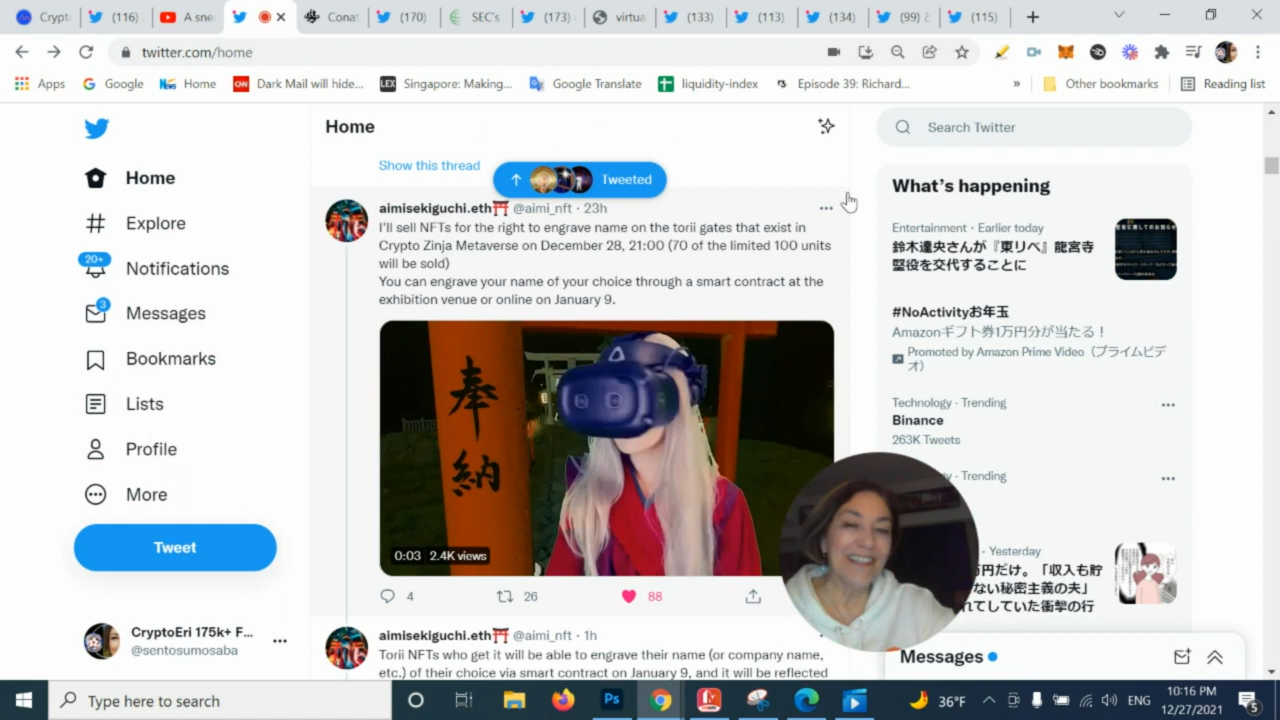 Crypto
(116)
A sne
Conat
(170)
SEC's
(173)
virtua
(133)
(113)
(134)
(99)
(115)
twitter.com/home
Apps
Google
Home
Dark Mail will hide...
Singapore: Making...
Google Translate
liquidity-index
Episode 39: Richard...
»
Other bookmarks
Reading list
Home
Explore
20+
Notifications
3
Messages
Bookmarks
Lists
Profile
More
Tweet
CryptoEri 175k+ F...
@sentosumosaba
Home
Show this thread
Tweeted
aimisekiguchi.eth⛩ @aimi_nft · 23h
I'll sell NFTs for the right to engrave name on the torii gates that exist in
Crypto Zinja Metaverse on December 28, 21:00 (70 of the limited 100 units
will be sold)
You can engrave your name of your choice through a smart contract at the
exhibition venue or online on January 9.
奉納
0:03 2.4K views
4
26
88
aimisekiguchi.eth⛩ @aimi_nft · 1h
Torii NFTs who get it will be able to engrave their name (or company name,
etc.) of their choice via smart contract on January 9, and it will be reflected
Search Twitter
What's happening
Entertainment · Earlier today
鈴木達央さんが『東リベ』龍宮寺
堅役を交代することに
#NoActivityお年玉
Amazonギフト券1万円分が当たる！
Promoted by Amazon Prime Video（プライムビデ
オ）
Technology · Trending
Binance
263K Tweets
· Trending
· Yesterday
円だけ。「収入も貯
ない秘密主義の夫」
れてしていた衝撃の行
Messages
Type here to search
36°F
ENG
10:16 PM
12/27/2021
5